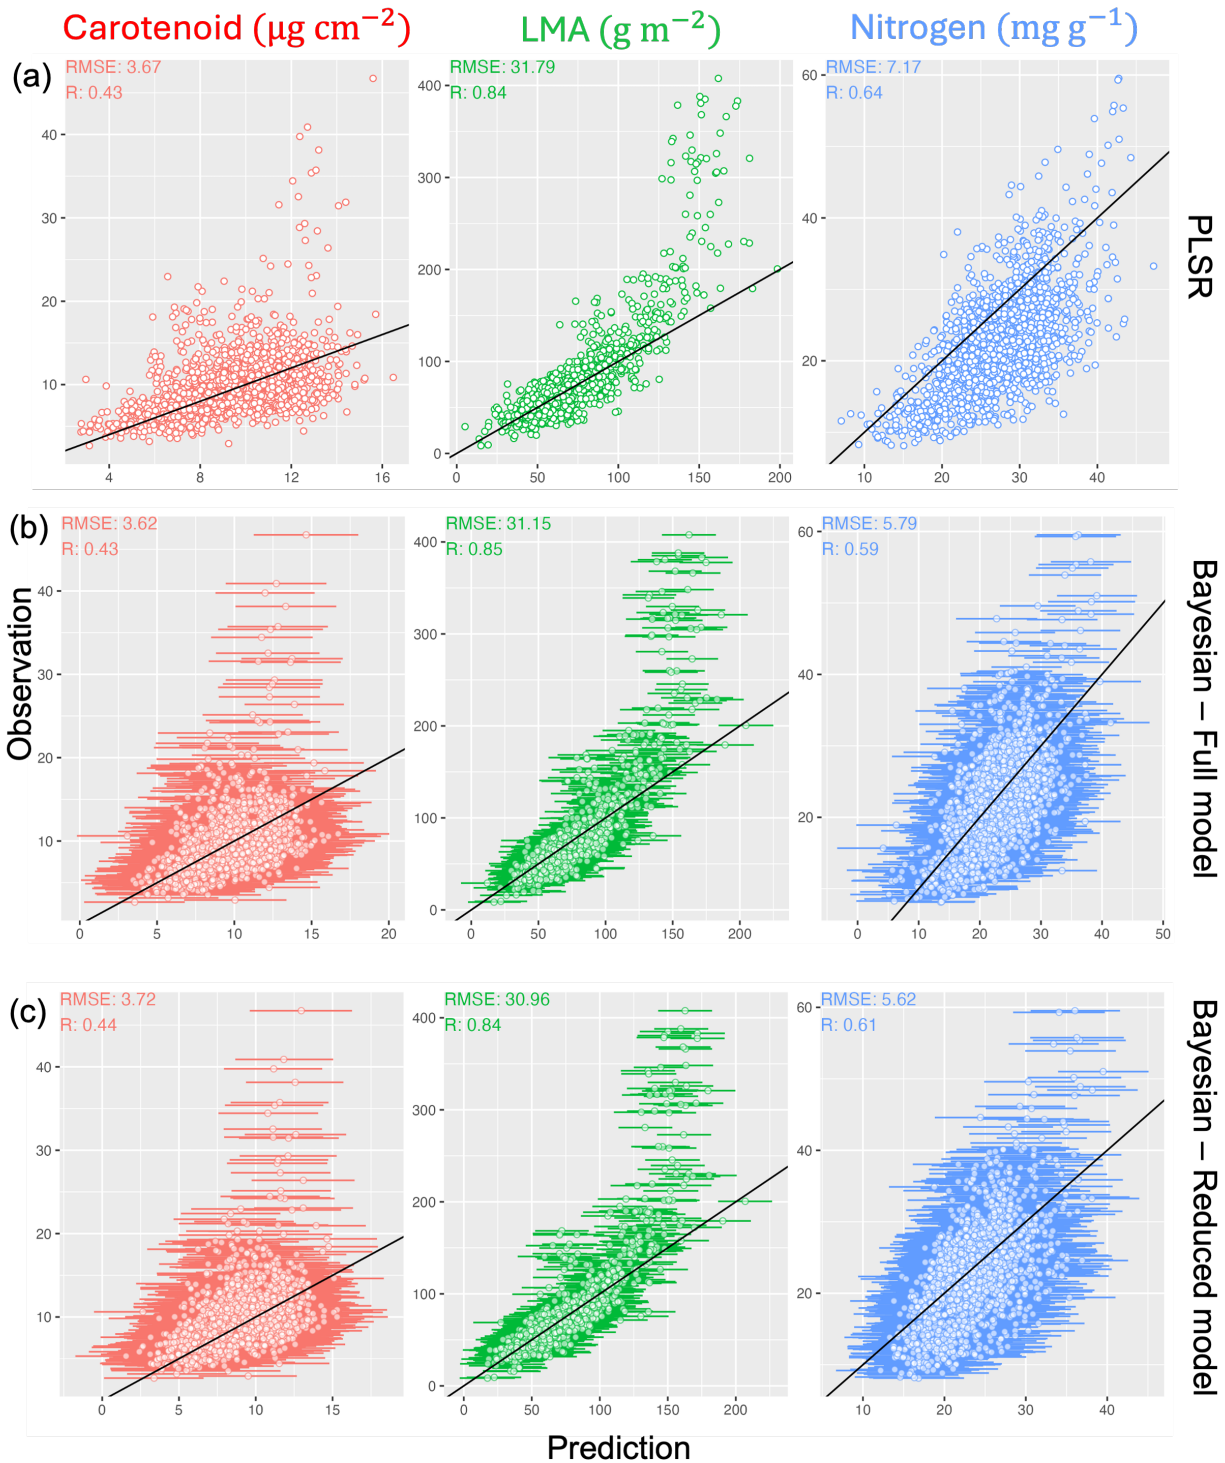 Carotenoid (μg cm−2)
LMA (g m−2)
Nitrogen (mg g−1)
(a)
RMSE: 3.67
R: 0.43
40
30
20
10
4 8 12 16
RMSE: 31.79
R: 0.84
400
300
200
100
0
0 50 100 150 200
RMSE: 7.17
R: 0.64
60
40
20
10 20 30 40
PLSR
Observation
(b)
RMSE: 3.62
R: 0.43
40
30
20
10
0 5 10 15 20
RMSE: 31.15
R: 0.85
400
300
200
100
0
0 50 100 150 200
RMSE: 5.79
R: 0.59
60
40
20
0 10 20 30 40 50
Bayesian – Full model
(c)
RMSE: 3.72
R: 0.44
40
30
20
10
0 5 10 15
RMSE: 30.96
R: 0.84
400
300
200
100
0
0 50 100 150 200
RMSE: 5.62
R: 0.61
60
40
20
10 20 30 40
Bayesian – Reduced model
Prediction